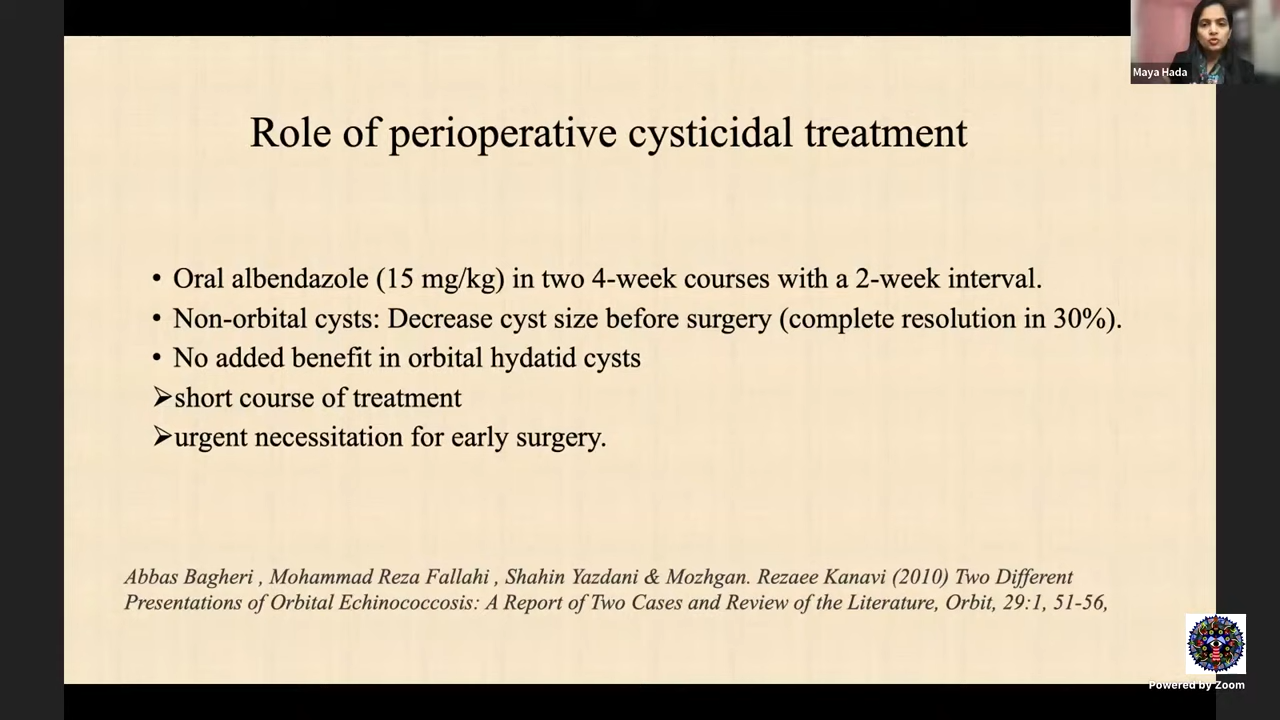 Maya Hada
Role of perioperative cysticidal treatment
• Oral albendazole (15 mg/kg) in two 4-week courses with a 2-week interval.
• Non-orbital cysts: Decrease cyst size before surgery (complete resolution in 30%).
• No added benefit in orbital hydatid cysts
➢short course of treatment
➢urgent necessitation for early surgery.
Abbas Bagheri , Mohammad Reza Fallahi , Shahin Yazdani & Mozhgan. Rezaee Kanavi (2010) Two Different
Presentations of Orbital Echinococcosis: A Report of Two Cases and Review of the Literature, Orbit, 29:1, 51-56,
Powered by Zoom